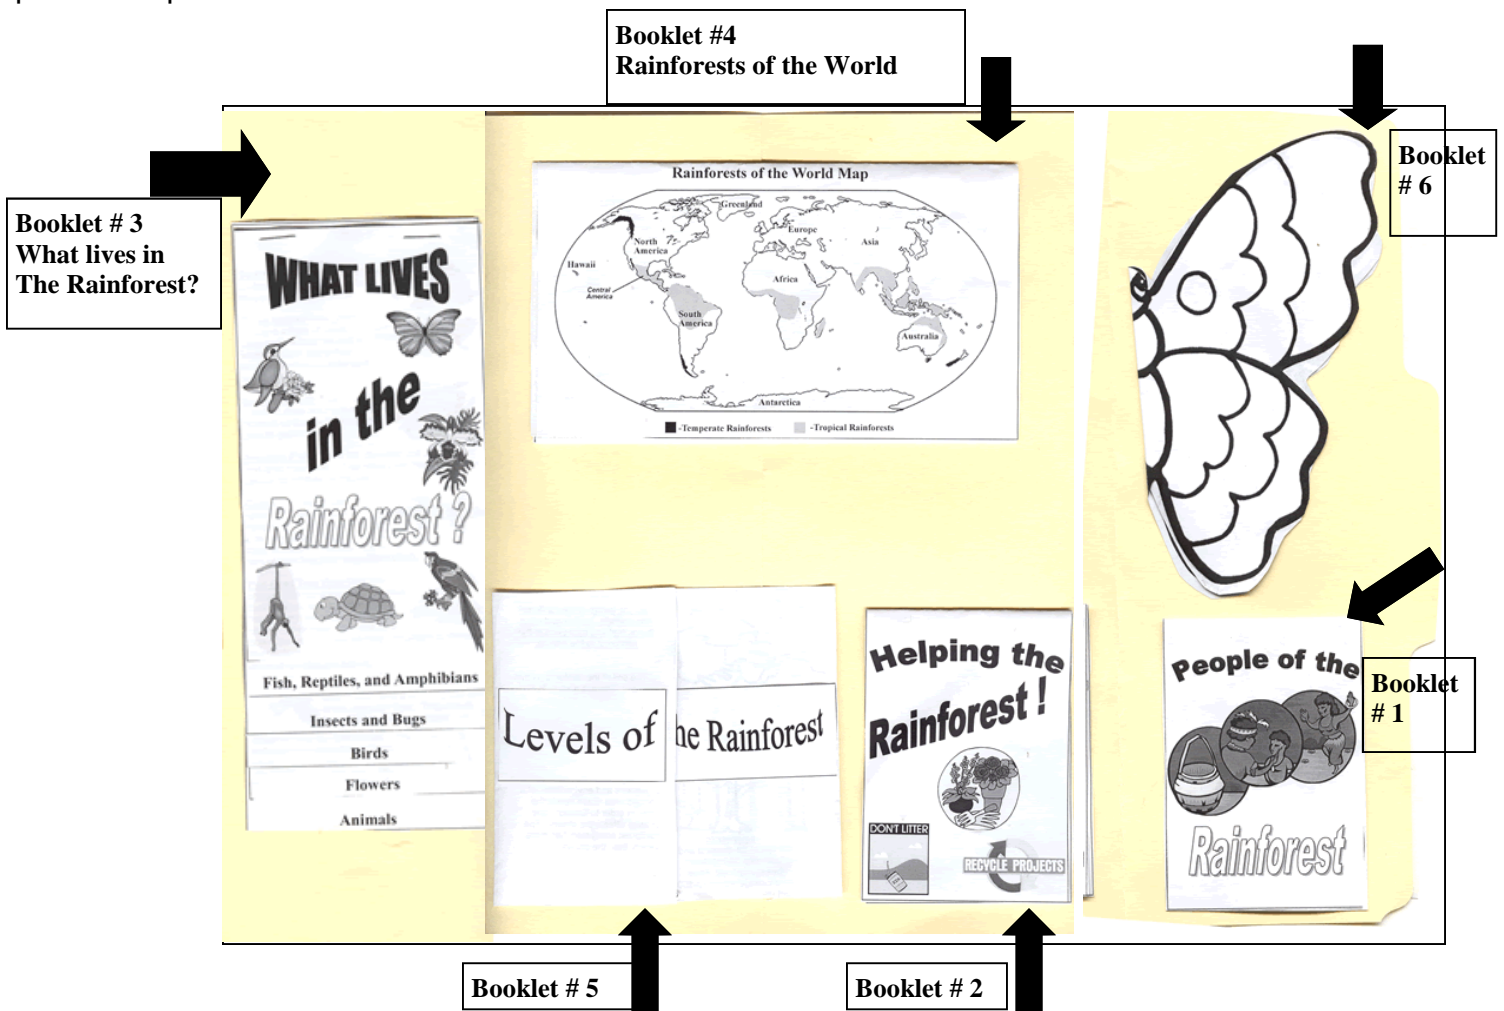 Booklet #4
Rainforests of the World
Booklet
# 6
Booklet # 3
What lives in
The Rainforest?
WHAT LIVES
in the
Rainforest ?
Fish, Reptiles, and Amphibians
Insects and Bugs
Birds
Flowers
Animals
Rainforests of the World Map
Greenland
North
America
Europe
Asia
Hawaii
Central
America
Africa
South
America
Australia
Antarctica
-Temperate Rainforests
-Tropical Rainforests
Levels of
he Rainforest
Helping the
Rainforest !
DON'T LITTER
RECYCLE PROJECTS
People of the
Rainforest
Booklet
# 1
Booklet # 5
Booklet # 2